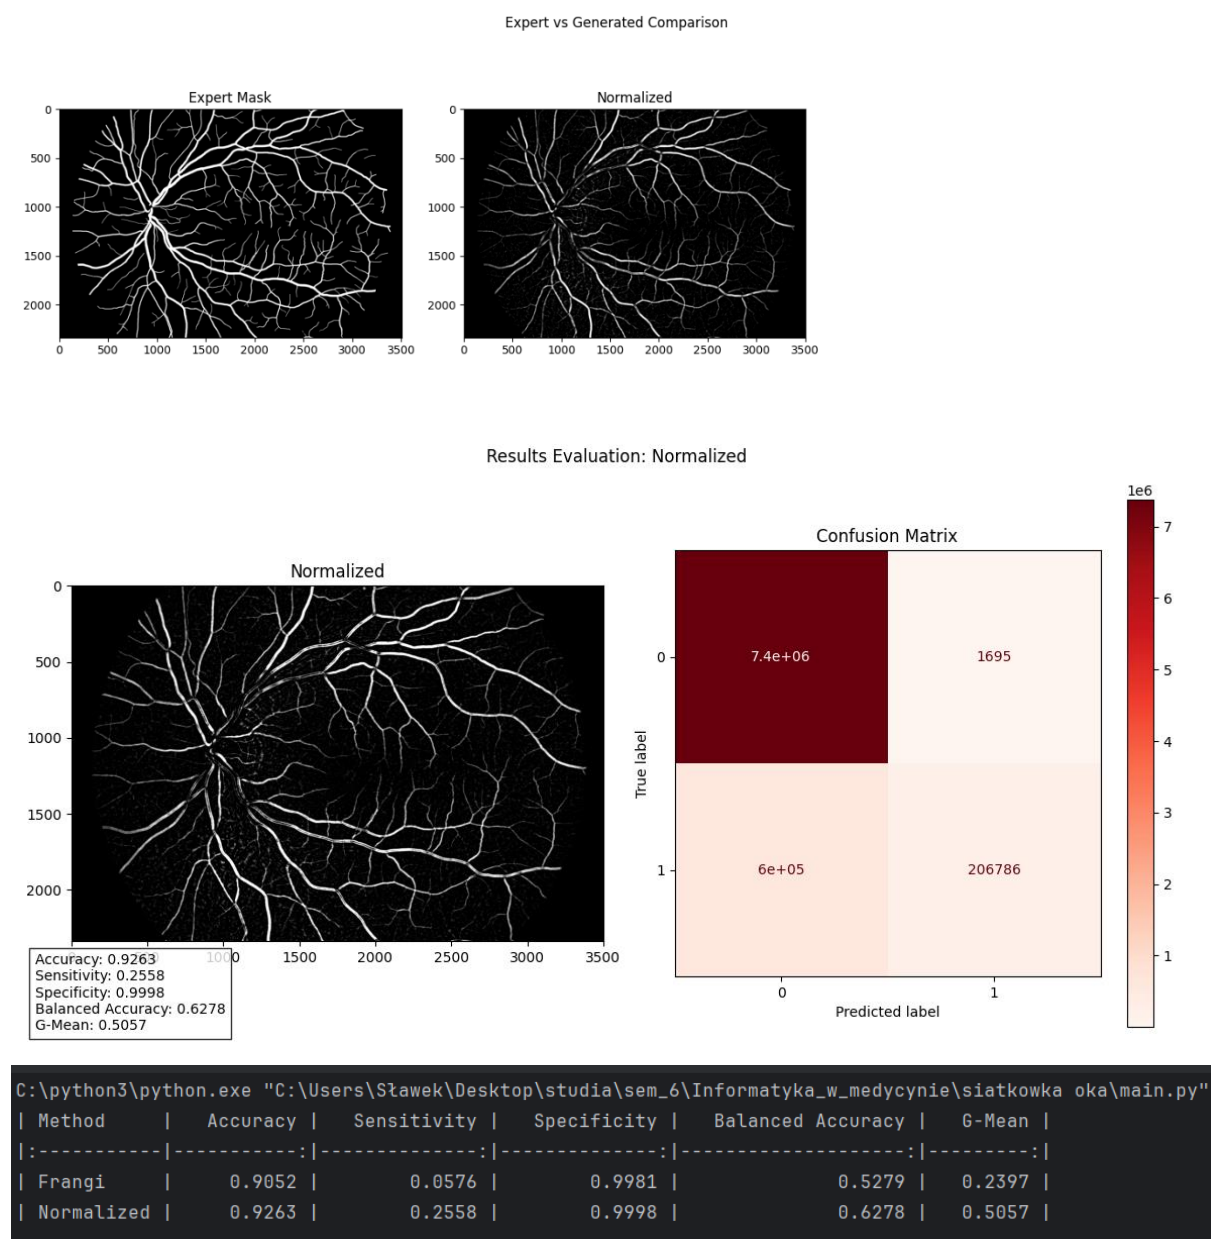 Expert vs Generated Comparison
Expert Mask
Normalized
0
500
1000
1500
2000
0 500 1000 1500 2000 2500 3000 3500
0
500
1000
1500
2000
0 500 1000 1500 2000 2500 3000 3500
Results Evaluation: Normalized
Normalized
0
500
1000
1500
2000
1000 1500 2000 2500 3000 3500
Accuracy: 0.9263
Sensitivity: 0.2558
Specificity: 0.9998
Balanced Accuracy: 0.6278
G-Mean: 0.5057
Confusion Matrix
True label
0
1
7.4e+06 1695
6e+05 206786
0 1
Predicted label
1e6
7
6
5
4
3
2
1
C:\python3\python.exe "C:\Users\Sławek\Desktop\studia\sem_6\Informatyka_w_medycynie\siatkowka oka\main.py"
| Method | Accuracy | Sensitivity | Specificity | Balanced Accuracy | G-Mean |
|:-----------|-----------:|--------------:|--------------:|--------------------:|---------:|
| Frangi | 0.9052 | 0.0576 | 0.9981 | 0.5279 | 0.2397 |
| Normalized | 0.9263 | 0.2558 | 0.9998 | 0.6278 | 0.5057 |